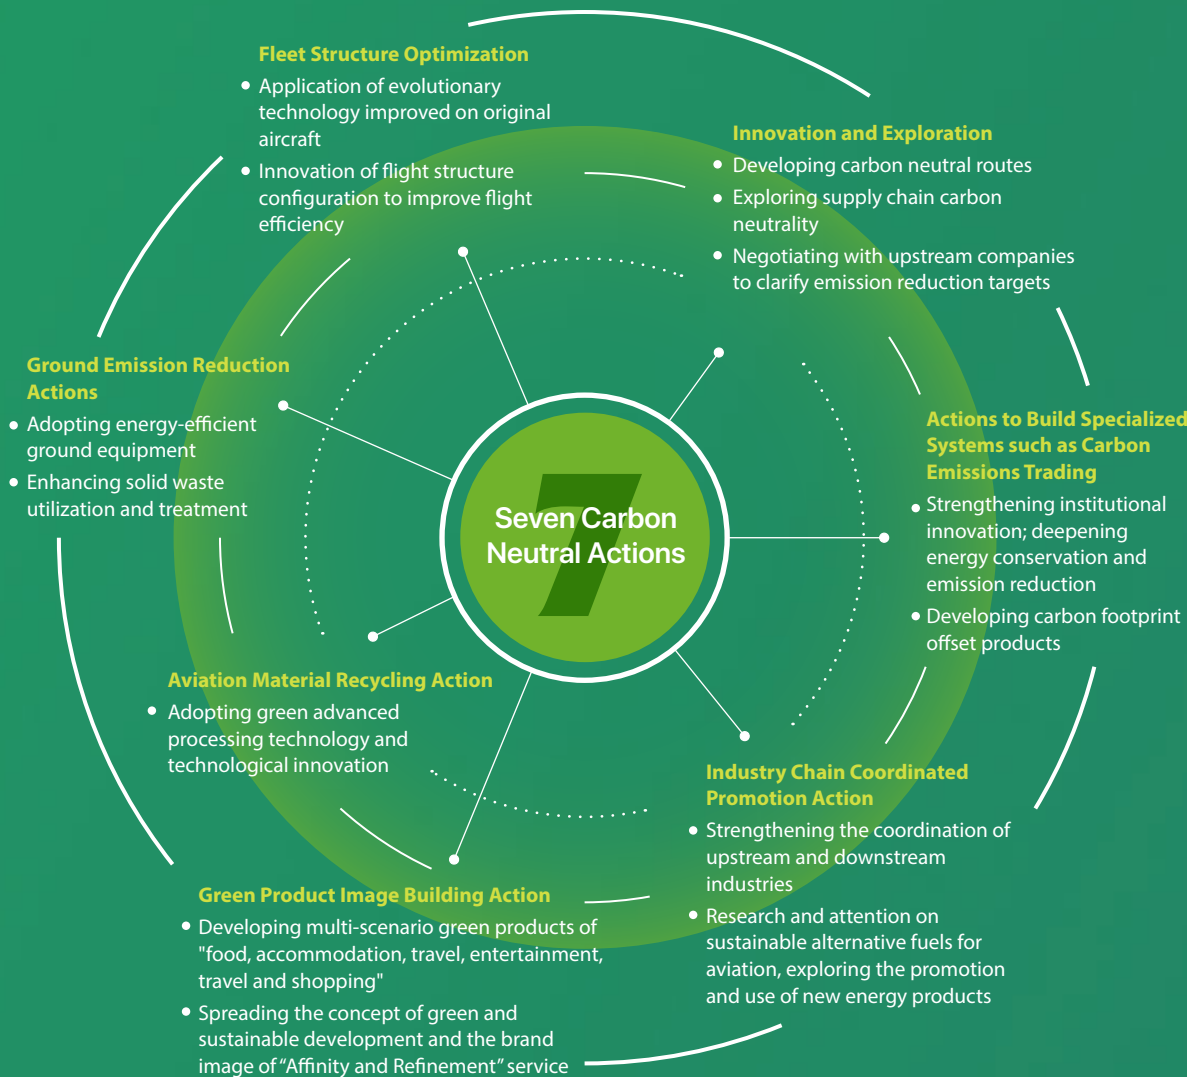 Fleet Structure Optimization
Application of evolutionary
technology improved on original
aircraft
Innovation of flight structure
configuration to improve flight
efficiency
Innovation and Exploration
Developing carbon neutral routes
Exploring supply chain carbon
neutrality
Negotiating with upstream companies
to clarify emission reduction targets
Ground Emission Reduction
Actions
Adopting energy-efficient
ground equipment
Enhancing solid waste
utilization and treatment
Actions to Build Specialized
Systems such as Carbon
Emissions Trading
Strengthening institutional
innovation; deepening
energy conservation and
emission reduction
Developing carbon footprint
offset products
7
Seven Carbon
Neutral Actions
Aviation Material Recycling Action
Adopting green advanced
processing technology and
technological innovation
Industry Chain Coordinated
Promotion Action
Strengthening the coordination of
upstream and downstream
industries
Research and attention on
sustainable alternative fuels for
aviation, exploring the promotion
and use of new energy products
Green Product Image Building Action
Developing multi-scenario green products of
"food, accommodation, travel, entertainment,
travel and shopping"
Spreading the concept of green and
sustainable development and the brand
image of “Affinity and Refinement” service